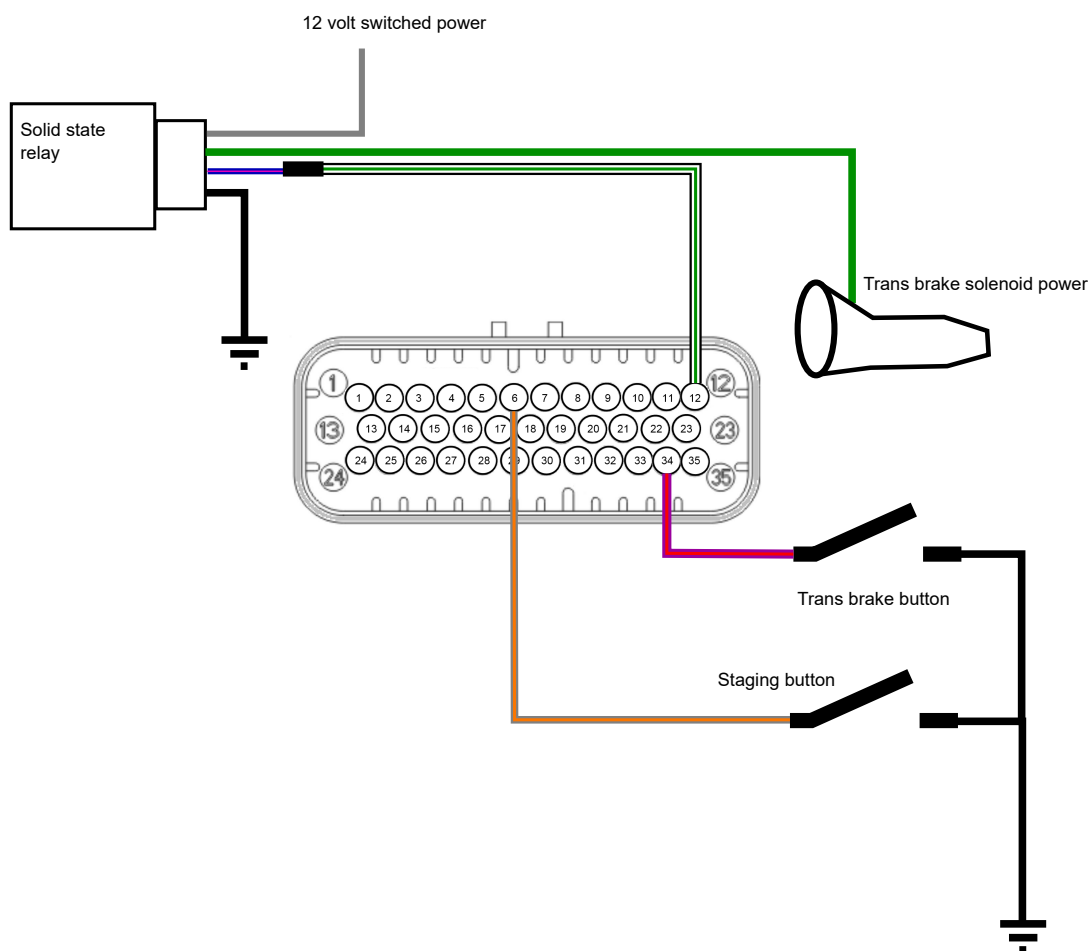 12 volt switched power
Solid state
relay
Trans brake solenoid power
1 12
1 2 3 4 5 6 7 8 9 10 11 12
13 13 14 15 16 17 18 19 20 21 22 23 23
24 25 26 27 28 29 30 31 32 33 34 35
24 35
Trans brake button
Staging button